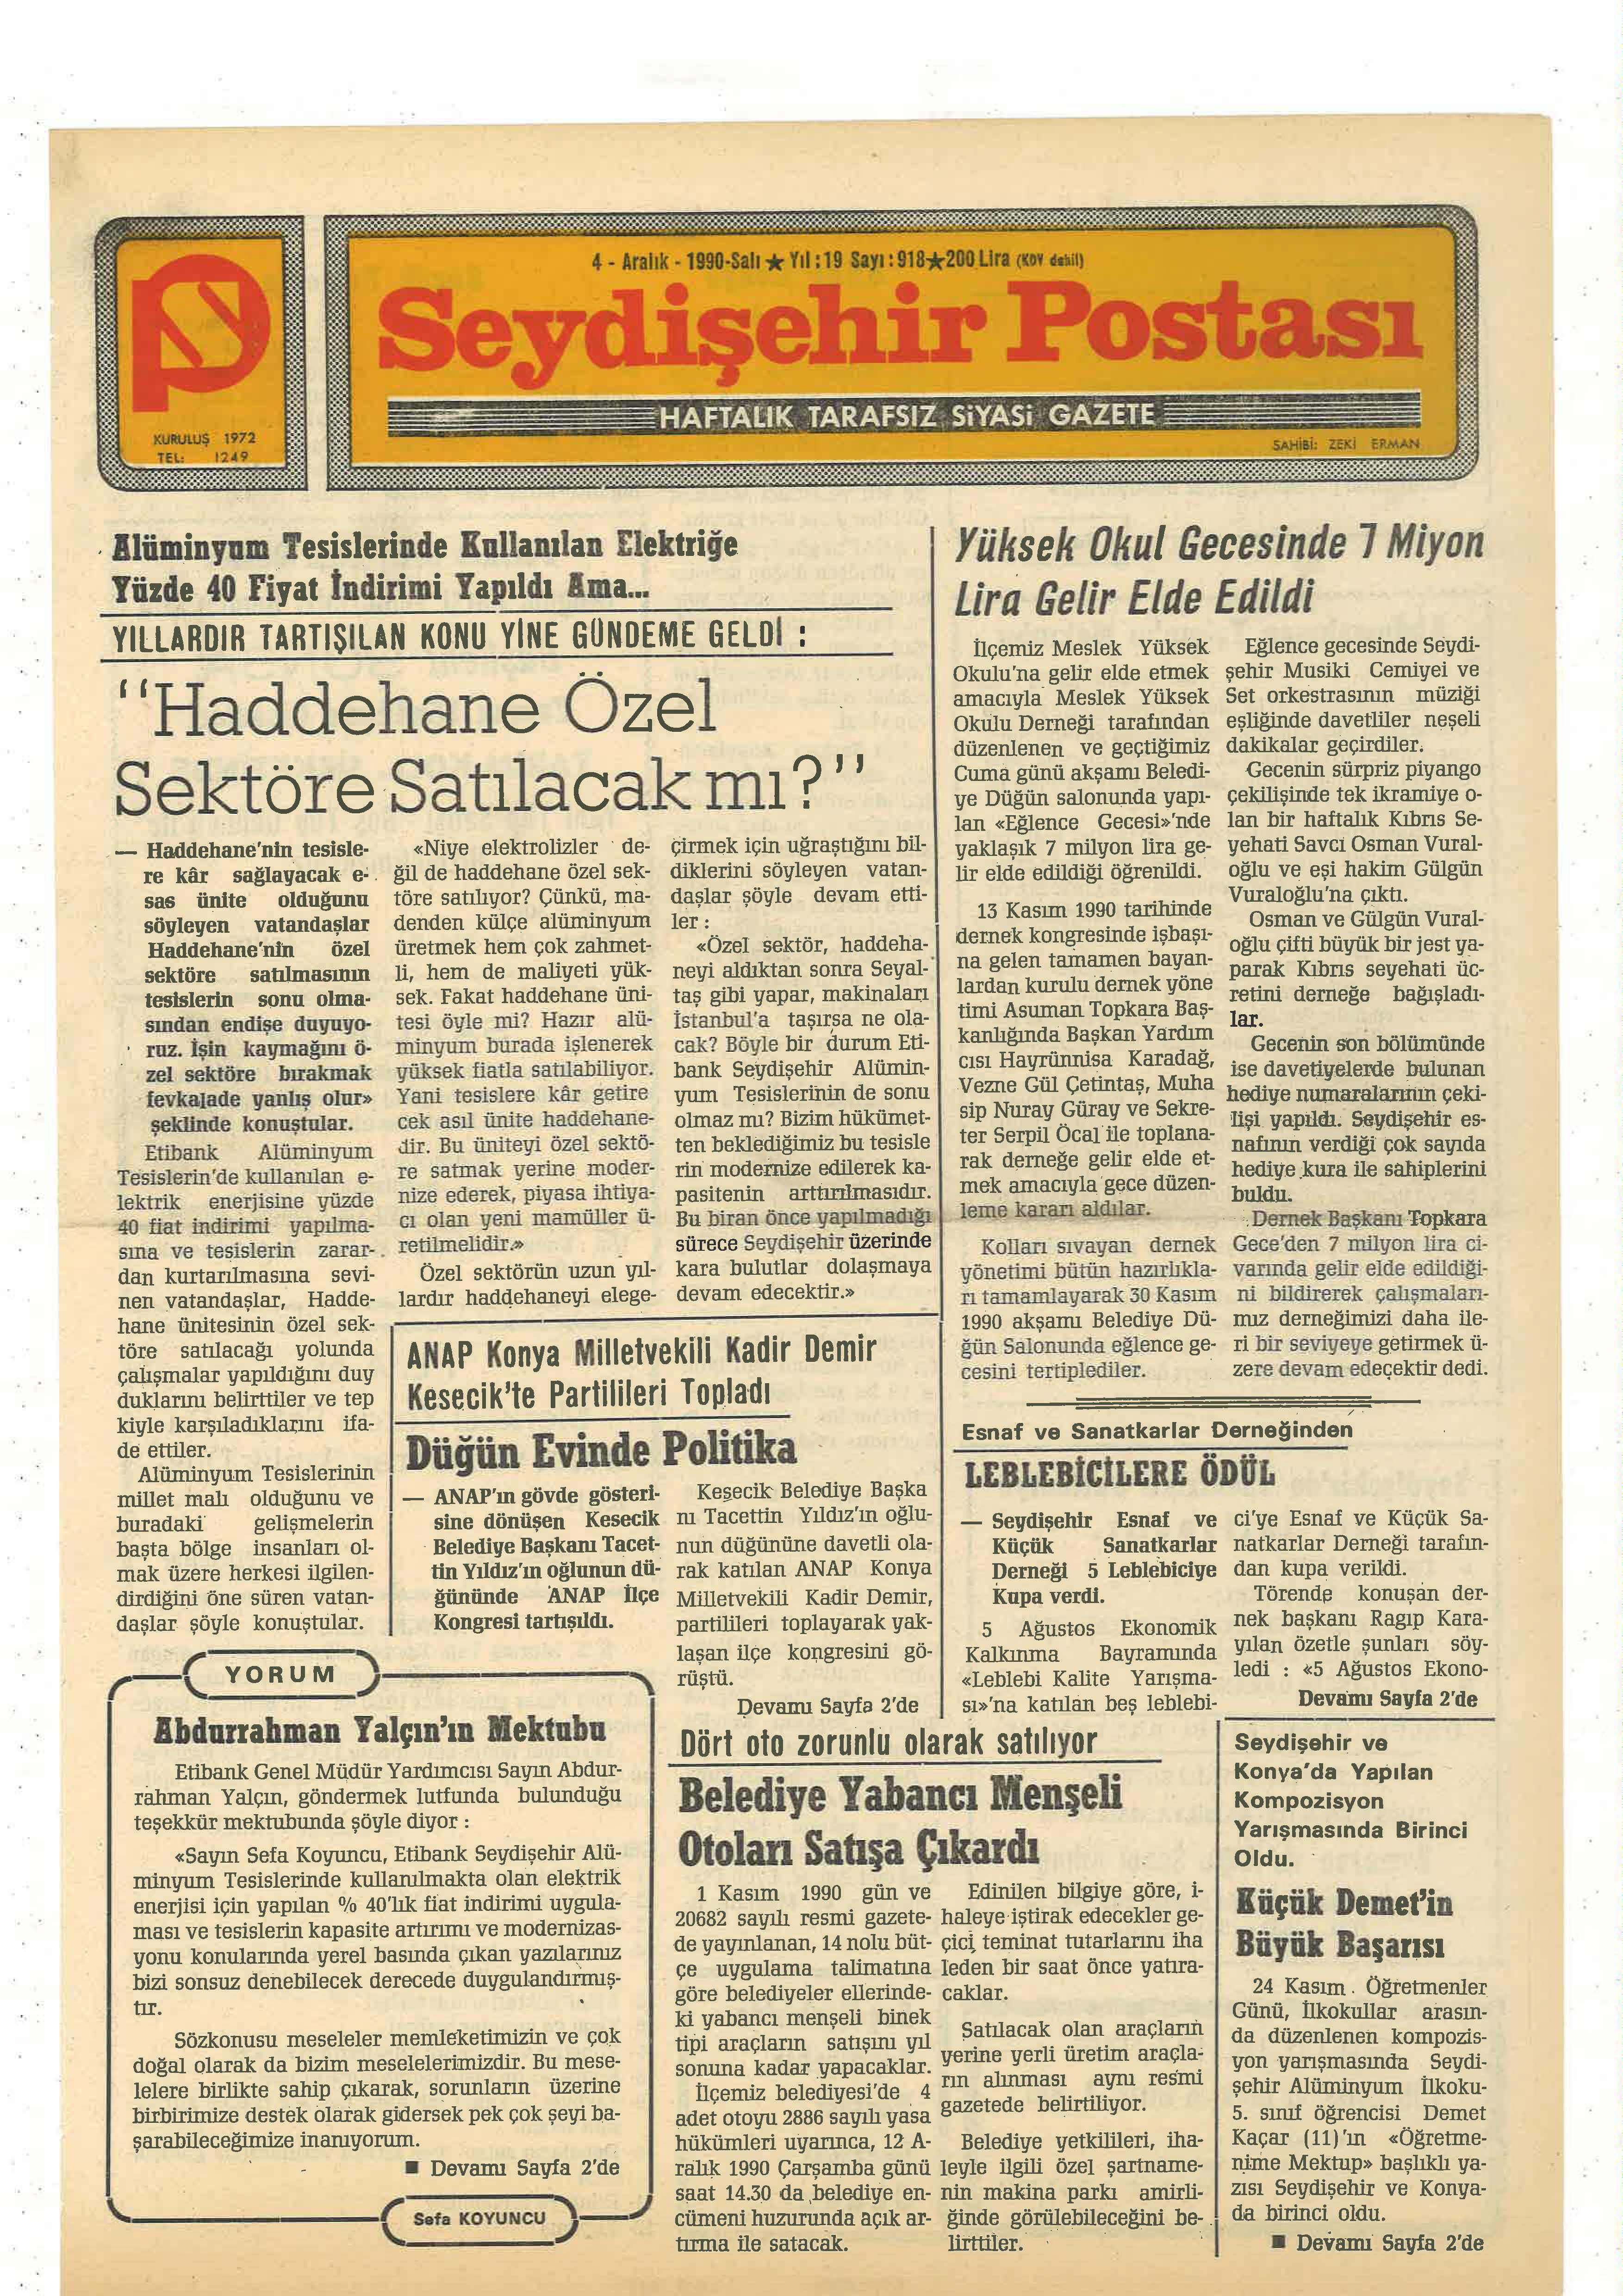 4 - Aralık - 1990-Salı ★ Yıl :19 Sayı : 918 ★ 200 Lira (KDV dahil)
Seydişehir Postası
HAFTALIK TARAFSIZ SİYASİ GAZETE
SAHİBİ: ZEKİ ERMAN
KURULUŞ 1972
TEL: 1249
Alüminyum Tesislerinde Kullanılan Elektriğe
Yüzde 40 Fiyat İndirimi Yapıldı Ama...
YILLARDIR TARTIŞILAN KONU YİNE GÜNDEME GELDİ :
''Haddehane Özel
Sektöre Satılacak mı?''
— Haddehane'nin tesisle-
re kâr sağlayacak e-
sas ünite olduğunu
söyleyen vatandaşlar
Haddehane'nin özel
sektöre satılmasının
tesislerin sonu olma-
sından endişe duyuyo-
ruz. İşin kaymağını ö-
zel sektöre bırakmak
fevkalade yanlış olur»
şeklinde konuştular.
Etibank Alüminyum
Tesislerin'de kullanılan e-
lektrik enerjisine yüzde
40 fiat indirimi yapılma-
sına ve tesislerin zarar-
dan kurtarılmasına sevi-
nen vatandaşlar, Hadde-
hane ünitesinin özel sek-
töre satılacağı yolunda
çalışmalar yapıldığını duy
duklarını belirttiler ve tep
kiyle karşıladıklarını ifa-
de ettiler.
Alüminyum Tesislerinin
millet malı olduğunu ve
buradaki gelişmelerin
başta bölge insanları ol-
mak üzere herkesi ilgilen-
dirdiğini öne süren vatan-
daşlar şöyle konuştular.
«Niye elektrolizler de-
ğil de haddehane özel sek-
töre satılıyor? Çünkü, ma-
denden külçe alüminyum
üretmek hem çok zahmet-
li, hem de maliyeti yük-
sek. Fakat haddehane üni-
tesi öyle mi? Hazır alü-
minyum burada işlenerek
yüksek fiatla satılabiliyor.
Yani tesislere kâr getire
cek asıl ünite haddehane-
dir. Bu üniteyi özel sektö-
re satmak yerine moder-
nize ederek, piyasa ihtiya-
cı olan yeni mamüller ü-
retilmelidir.»
Özel sektörün uzun yıl-
lardır haddehaneyi elege-
çirmek için uğraştığını bil-
diklerini söyleyen vatan-
daşlar şöyle devam etti-
ler :
«Özel sektör, haddeha-
neyi aldıktan sonra Seyal-
taş gibi yapar, makinaları
İstanbul'a taşırsa ne ola-
cak? Böyle bir durum Eti-
bank Seydişehir Alümin-
yum Tesislerinin de sonu
olmaz mı? Bizim hükümet-
ten beklediğimiz bu tesisle
rin modernize edilerek ka-
pasitenin arttırılmasıdır.
Bu biran önce yapılmadığı
sürece Seydişehir üzerinde
kara bulutlar dolaşmaya
devam edecektir.»
Yüksek Okul Gecesinde 7 Miyon
Lira Gelir Elde Edildi
İlçemiz Meslek Yüksek
Okulu'na gelir elde etmek
amacıyla Meslek Yüksek
Okulu Derneği tarafından
düzenlenen ve geçtiğimiz
Cuma günü akşamı Beledi-
ye Düğün salonunda yapı-
lan «Eğlence Gecesi»'nde
yaklaşık 7 milyon lira ge-
lir elde edildiği öğrenildi.
13 Kasım 1990 tarihinde
dernek kongresinde işbaşı-
na gelen tamamen bayan-
lardan kurulu dernek yöne
timi Asuman Topkara Baş-
kanlığında Başkan Yardım
cısı Hayrünnisa Karadağ,
Vezne Gül Çetintaş, Muha
sip Nuray Güray ve Sekre-
ter Serpil Öcal ile toplana-
rak derneğe gelir elde et-
mek amacıyla gece düzen-
leme kararı aldılar.
Kolları sıvayan dernek
yönetimi bütün hazırlıkla-
rı tamamlayarak 30 Kasım
1990 akşamı Belediye Dü-
ğün Salonunda eğlence ge-
cesini tertiplediler.
Eğlence gecesinde Seydi-
şehir Musiki Cemiyei ve
Set orkestrasının müziği
eşliğinde davetliler neşeli
dakikalar geçirdiler.
Gecenin sürpriz piyango
çekilişinde tek ikramiye o-
lan bir haftalık Kıbrıs Se-
yehati Savcı Osman Vural-
oğlu ve eşi hakim Gülgün
Vuraloğlu'na çıktı.
Osman ve Gülgün Vural-
oğlu çifti büyük bir jest ya-
parak Kıbrıs seyehati üc-
retini derneğe bağışladı-
lar.
Gecenin son bölümünde
ise davetiyelerde bulunan
hediye numaralarının çeki-
lişi yapıldı. Seydişehir es-
nafının verdiği çok sayıda
hediye kura ile sahiplerini
buldu.
Dernek Başkanı Topkara
Gece'den 7 milyon lira ci-
varında gelir elde edildiği-
ni bildirerek çalışmaları-
mız derneğimizi daha ile-
ri bir seviyeye getirmek ü-
zere devam edeçektir dedi.
ANAP Konya Milletvekili Kadir Demir
Kesecik'te Partilileri Topladı
Düğün Evinde Politika
— ANAP'ın gövde gösteri-
sine dönüşen Kesecik
Belediye Başkanı Tacet-
tin Yıldız'ın oğlunun dü-
ğününde ANAP İlçe
Kongresi tartışıldı.
Keşecik Belediye Başka
nı Tacettin Yıldız'ın oğlu-
nun düğününe davetli ola-
rak katılan ANAP Konya
Milletvekili Kadir Demir,
partilileri toplayarak yak-
laşan ilçe kongresini gö-
rüştü.
Devamı Sayfa 2'de
Esnaf ve Sanatkarlar Derneğinden
LEBLEBİCİLERE ÖDÜL
— Seydişehir Esnaf ve
Küçük Sanatkarlar
Derneği 5 Leblebiciye
Kupa verdi.
5 Ağustos Ekonomik
Kalkınma Bayramında
«Leblebi Kalite Yarışma-
sı»'na katılan beş leblebi-
ci'ye Esnaf ve Küçük Sa-
natkarlar Derneği tarafın-
dan kupa verildi.
Törende konuşan der-
nek başkanı Ragıp Kara-
yılan özetle şunları söy-
ledi : «5 Ağustos Ekono-
Devamı Sayfa 2'de
YORUM
Abdurrahman Yalçın'ın Mektubu
Etibank Genel Müdür Yardımcısı Sayın Abdur-
rahman Yalçın, göndermek lutfunda bulunduğu
teşekkür mektubunda şöyle diyor :
«Sayın Sefa Koyuncu, Etibank Seydişehir Alü-
minyum Tesislerinde kullanılmakta olan elektrik
enerjisi için yapılan % 40'lık fiat indirimi uygula-
ması ve tesislerin kapasite artırımı ve modernizas-
yonu konularında yerel basında çıkan yazılarınız
bizi sonsuz denebilecek derecede duygulandırmış-
tır.
Sözkonusu meseleler memleketimizin ve çok
doğal olarak da bizim meselelerimizdir. Bu mese-
lelere birlikte sahip çıkarak, sorunların üzerine
birbirimize destek olarak gidersek pek çok şeyi ba-
şarabileceğimize inanıyorum.
■ Devamı Sayfa 2'de
Sefa KOYUNCU
Dört oto zorunlu olarak satılıyor
Belediye Yabancı Menşeli
Otoları Satışa Çıkardı
1 Kasım 1990 gün ve
20682 sayılı resmi gazete-
de yayınlanan, 14 nolu büt-
çe uygulama talimatına
göre belediyeler ellerinde-
ki yabancı menşeli binek
tipi araçların satışını yıl
sonuna kadar yapacaklar.
İlçemiz belediyesi'de 4
adet otoyu 2886 sayılı yasa
hükümleri uyarınca, 12 A-
ralık 1990 Çarşamba günü
saat 14.30 da belediye en-
cümeni huzurunda açık ar-
tırma ile satacak.
Edinilen bilgiye göre, i-
haleye iştirak edecekler ge-
çici teminat tutarlarını iha
leden bir saat önce yatıra-
caklar.
Satılacak olan araçların
yerine yerli üretim araçla-
rın alınması aynı resmi
gazetede belirtiliyor.
Belediye yetkilileri, iha-
leyle ilgili özel şartname-
nin makina parkı amirli-
ğinde görülebileceğini be-
lirttiler.
Seydişehir ve
Konya'da Yapılan
Kompozisyon
Yarışmasında Birinci
Oldu.
Küçük Demet'in
Büyük Başarısı
24 Kasım Öğretmenler
Günü, İlkokullar arasın-
da düzenlenen kompozis-
yon yarışmasında Seydi-
şehir Alüminyum İlkoku-
5. sınıf öğrencisi Demet
Kaçar (11)'ın «Öğretme-
nime Mektup» başlıklı ya-
zısı Seydişehir ve Konya-
da birinci oldu.
■ Devamı Sayfa 2'de